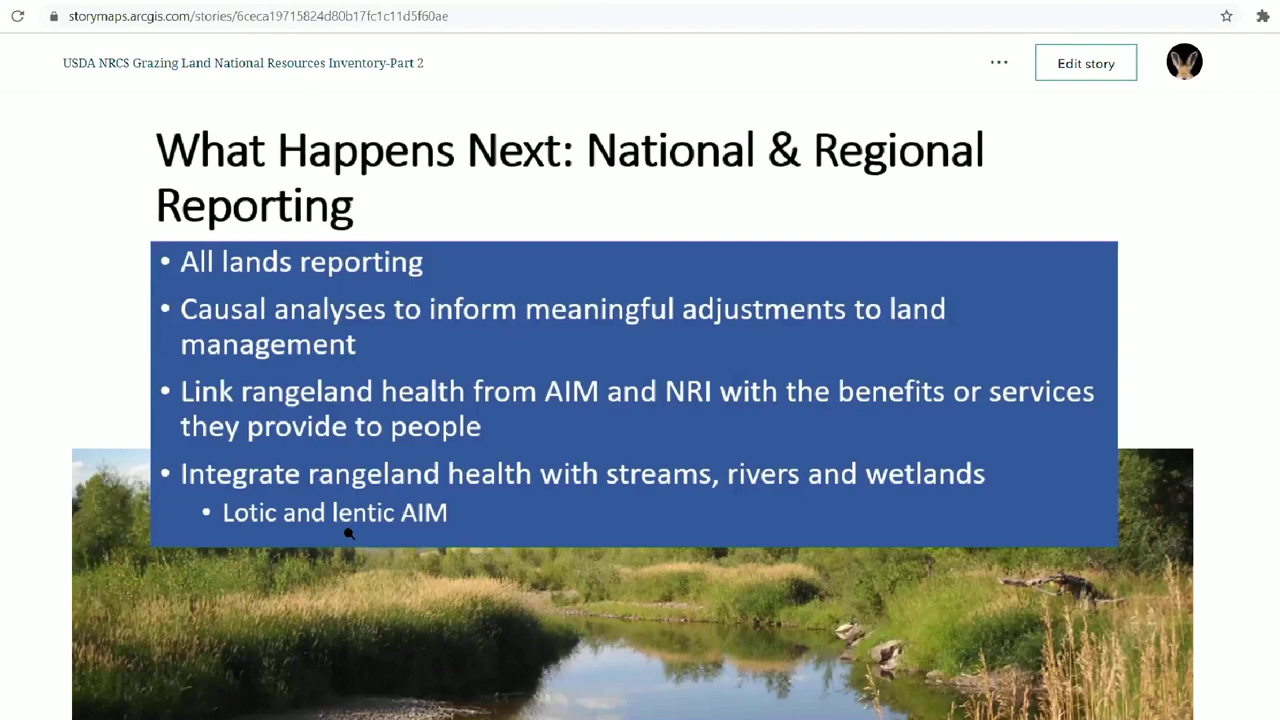 storymaps.arcgis.com/stories/6ceca19715824d80b17fc1c11d5f60ae
USDA NRCS Grazing Land National Resources Inventory-Part 2
Edit story
What Happens Next: National & Regional
Reporting
• All lands reporting
• Causal analyses to inform meaningful adjustments to land
management
• Link rangeland health from AIM and NRI with the benefits or services
they provide to people
• Integrate rangeland health with streams, rivers and wetlands
• Lotic and lentic AIM